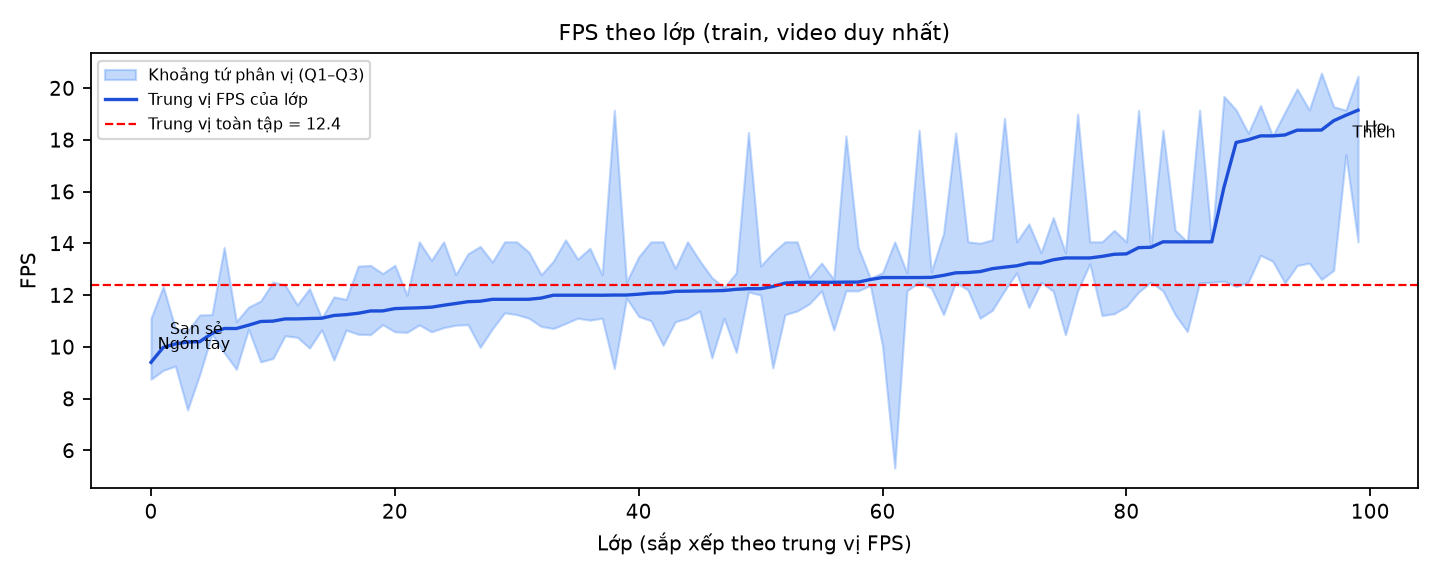 FPS theo lớp (train, video duy nhất)
Khoảng tứ phân vị (Q1–Q3)
Trung vị FPS của lớp
Trung vị toàn tập = 12.4
FPS
20
18
16
14
12
10
8
6
San sẻ
Ngón tay
Ho
Thích
0
20
40
60
80
100
Lớp (sắp xếp theo trung vị FPS)